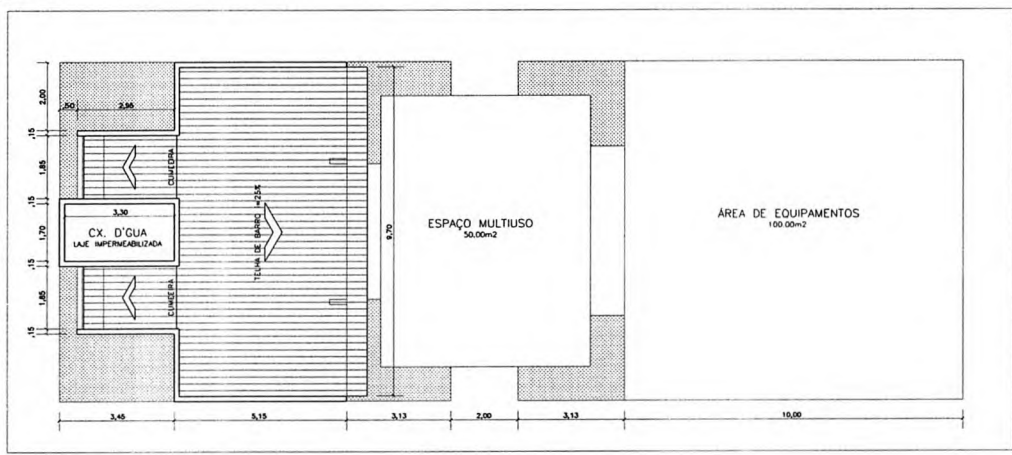 2,00
,50
2,95
,15
1,85
CUMEEIRA
,15
3,30
CX. D'GUA
LAJE IMPERMEABILIZADA
1,70
TELHA DE BARRO i=25%
9,70
ESPAÇO MULTIUSO
50.00m2
ÁREA DE EQUIPAMENTOS
100.00m2
,15
1,85
CUMEEIRA
,15
3,45
5,15
3,13
2,00
3,13
10,00